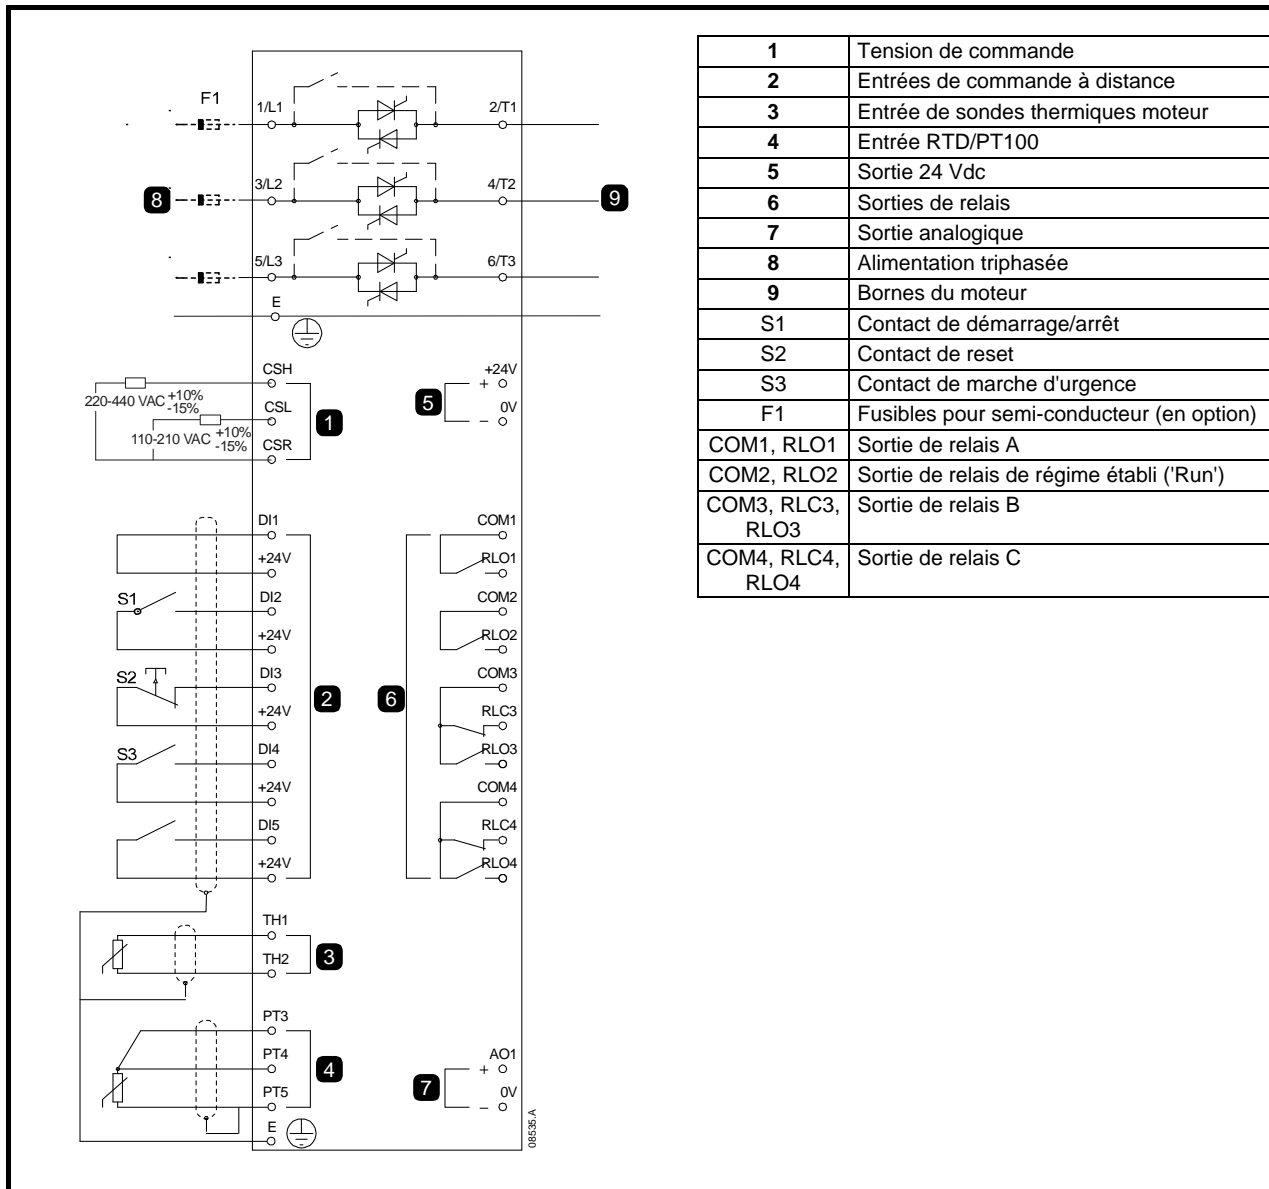 F1
1/L1
2/T1
3/L2
4/T2
8
9
5/L3
6/T3
E
CSH
220-440 VAC +10% -15%
CSL
110-210 VAC +10% -15%
CSR
1
+24V
+
0V
–
5
DI1
+24V
S1
DI2
+24V
S2
DI3
+24V
S3
DI4
+24V
DI5
+24V
2
COM1
RLO1
COM2
RLO2
COM3
RLC3
RLO3
COM4
RLC4
RLO4
6
TH1
TH2
3
PT3
PT4
PT5
4
E
AO1
+
0V
–
7
08535.A
1 Tension de commande
2 Entrées de commande à distance
3 Entrée de sondes thermiques moteur
4 Entrée RTD/PT100
5 Sortie 24 Vdc
6 Sorties de relais
7 Sortie analogique
8 Alimentation triphasée
9 Bornes du moteur
S1 Contact de démarrage/arrêt
S2 Contact de reset
S3 Contact de marche d'urgence
F1 Fusibles pour semi-conducteur (en option)
COM1, RLO1 Sortie de relais A
COM2, RLO2 Sortie de relais de régime établi ('Run')
COM3, RLC3, Sortie de relais B
RLO3
COM4, RLC4, Sortie de relais C
RLO4